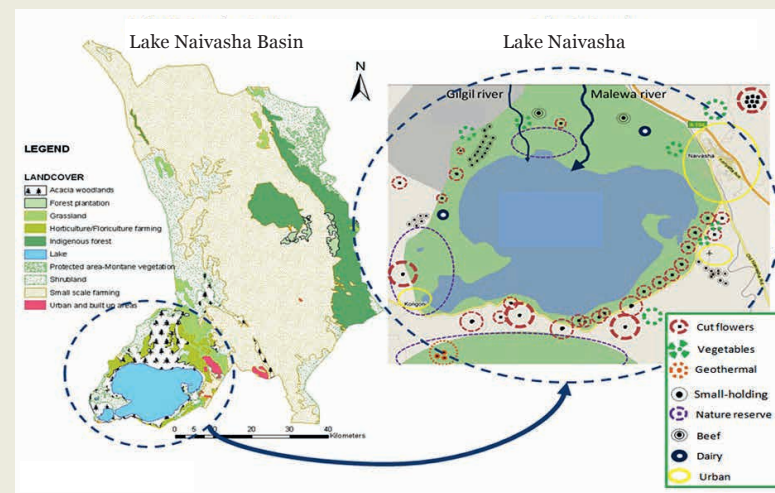 Lake Naivasha Basin
Lake Naivasha
N
LEGEND
LANDCOVER
Acacia woodlands
Forest plantation
Grassland
Horticulture/Floriculture farming
Indigenous forest
Lake
Protected area-Montane vegetation
Shrubland
Small scale farming
Urban and built up areas
0 5 10 20 30 40
Kilometers
Gilgil river
Malewa river
Naivasha
Kongoni
Cut flowers
Vegetables
Geothermal
Small-holding
Nature reserve
Beef
Dairy
Urban